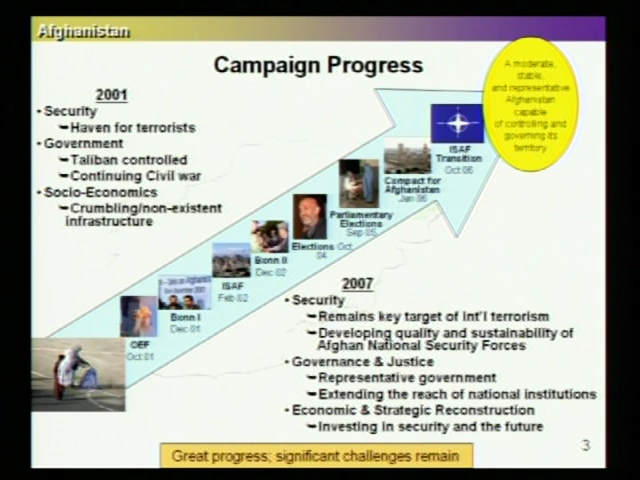 Afghanistan
Campaign Progress
2001
• Security
Haven for terrorists
• Government
Taliban controlled
Continuing Civil war
• Socio-Economics
Crumbling/non-existent
infrastructure
A moderate,
stable,
and representative
Afghanistan
capable
of controlling and
governing its
territory
ISAF
Transition
Oct 06
Compact for
Afghanistan
Jan 06
Parliamentary
Elections
Sep 05
Elections Oct
04
Bonn II
Dec 02
ISAF
Feb 02
Bonn I
Dec 01
OEF
Oct 01
2007
• Security
Remains key target of int'l terrorism
Developing quality and sustainability of
Afghan National Security Forces
• Governance & Justice
Representative government
Extending the reach of national institutions
• Economic & Strategic Reconstruction
Investing in security and the future
Great progress; significant challenges remain
3